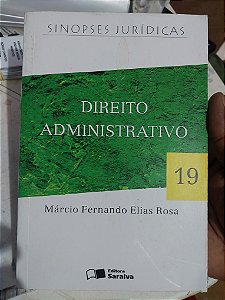 SINOPSES JURÍDICAS
DIREITO
ADMINISTRATIVO
19
Márcio Fernando Elias Rosa
Editora
Saraiva